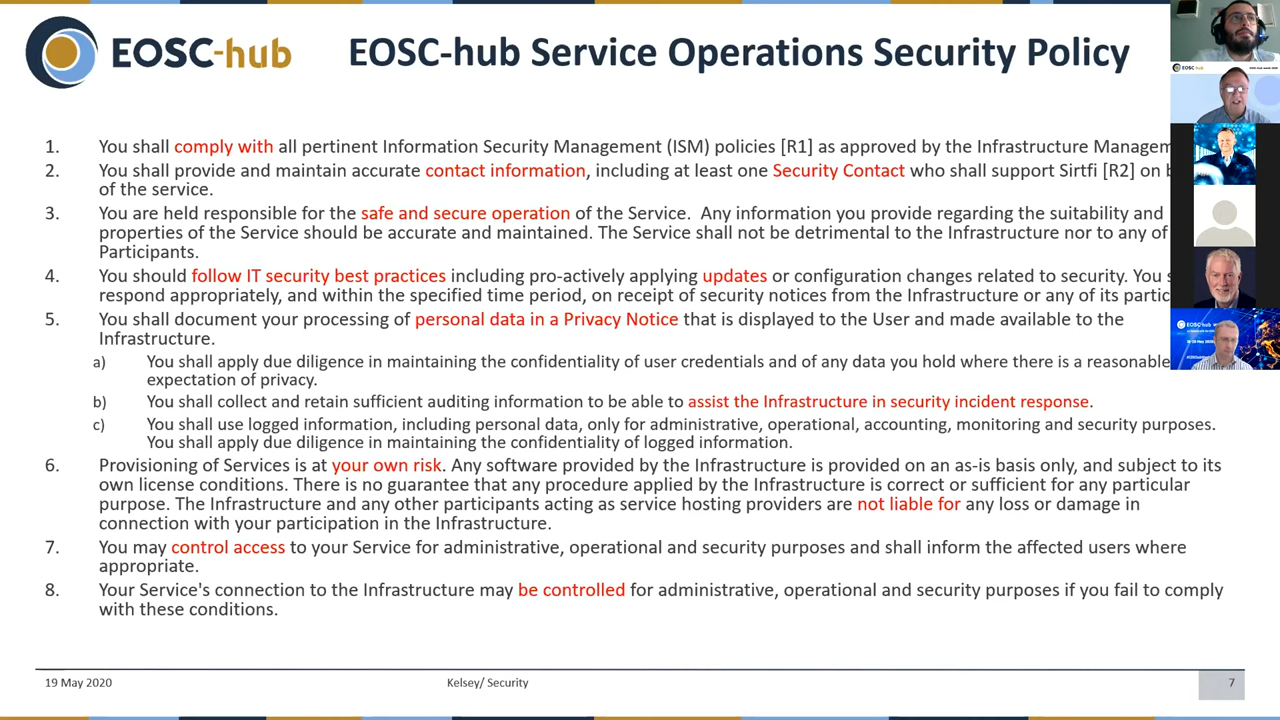 EOSC-hub
EOSC-hub Service Operations Security Policy
1. You shall comply with all pertinent Information Security Management (ISM) policies [R1] as approved by the Infrastructure
2. You shall provide and maintain accurate contact information, including at least one Security Contact who shall support Sirtfi [R2] on
of the service.
3. You are held responsible for the safe and secure operation of the Service. Any information you provide regarding the suitability and
properties of the Service should be accurate and maintained. The Service shall not be detrimental to the Infrastructure nor to any of
Participants.
4. You should follow IT security best practices including pro-actively applying updates or configuration changes related to security. You
respond appropriately, and within the specified time period, on receipt of security notices from the Infrastructure or any of its
5. You shall document your processing of personal data in a Privacy Notice that is displayed to the User and made available to the
Infrastructure.
a) You shall apply due diligence in maintaining the confidentiality of user credentials and of any data you hold where there is a reasonable
expectation of privacy.
b) You shall collect and retain sufficient auditing information to be able to assist the Infrastructure in security incident response.
c) You shall use logged information, including personal data, only for administrative, operational, accounting, monitoring and security purposes.
You shall apply due diligence in maintaining the confidentiality of logged information.
6. Provisioning of Services is at your own risk. Any software provided by the Infrastructure is provided on an as-is basis only, and subject to its
own license conditions. There is no guarantee that any procedure applied by the Infrastructure is correct or sufficient for any particular
purpose. The Infrastructure and any other participants acting as service hosting providers are not liable for any loss or damage in
connection with your participation in the Infrastructure.
7. You may control access to your Service for administrative, operational and security purposes and shall inform the affected users where
appropriate.
8. Your Service's connection to the Infrastructure may be controlled for administrative, operational and security purposes if you fail to comply
with these conditions.
19 May 2020
Kelsey/ Security
7